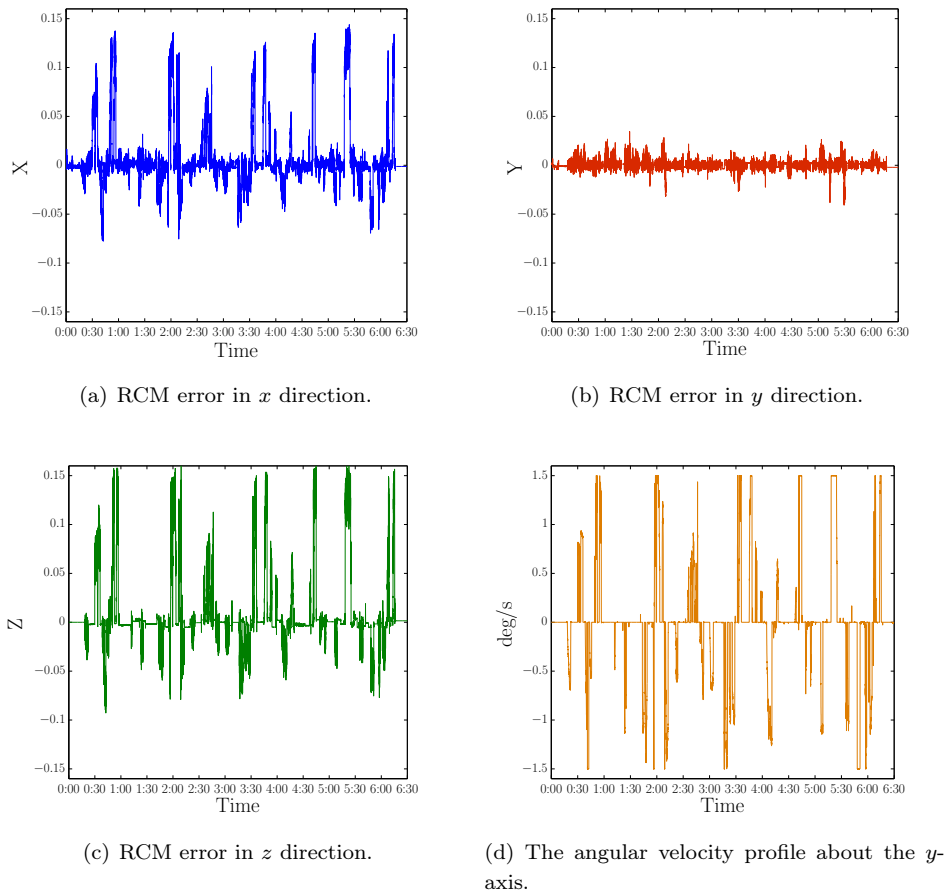 0.15
0.1
0.05
0
−0.05
−0.1
−0.15
X
0:00 0:30 1:00 1:30 2:00 2:30 3:00 3:30 4:00 4:30 5:00 5:30 6:00 6:30
Time
(a) RCM error in x direction.
0.15
0.1
0.05
0
−0.05
−0.1
−0.15
Y
0:00 0:30 1:00 1:30 2:00 2:30 3:00 3:30 4:00 4:30 5:00 5:30 6:00 6:30
Time
(b) RCM error in y direction.
0.15
0.1
0.05
0
−0.05
−0.1
−0.15
Z
0:00 0:30 1:00 1:30 2:00 2:30 3:00 3:30 4:00 4:30 5:00 5:30 6:00 6:30
Time
(c) RCM error in z direction.
1.5
1
0.5
0
−0.5
−1
−1.5
deg/s
0:00 0:30 1:00 1:30 2:00 2:30 3:00 3:30 4:00 4:30 5:00 5:30 6:00 6:30
Time
(d) The angular velocity profile about the y-
axis.